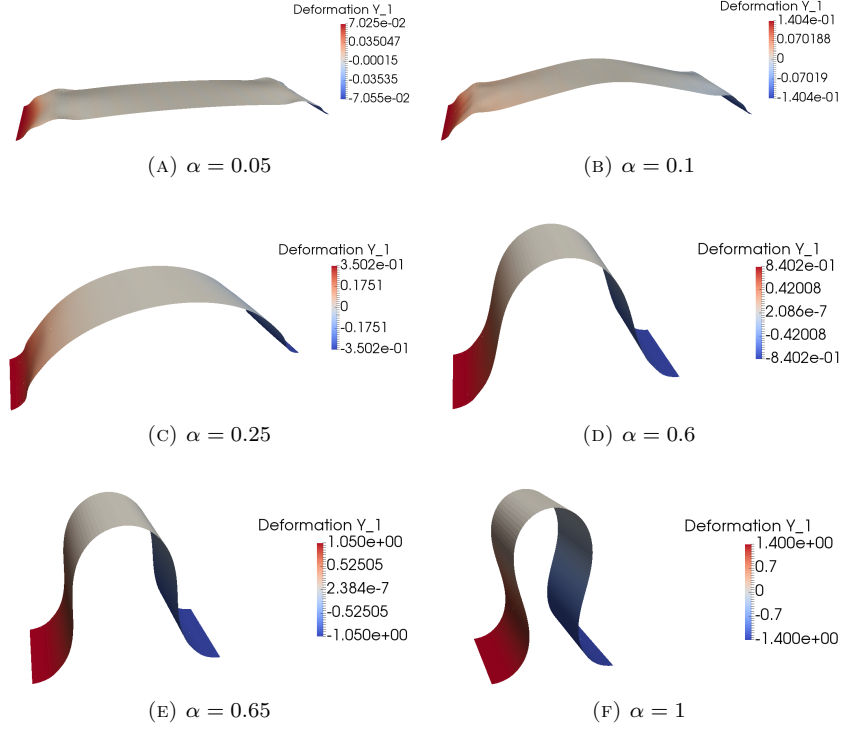 Deformation Y_1
7.025e-02
0.035047
-0.00015
-0.03535
-7.055e-02
(A) α = 0.05
Deformation Y_1
1.404e-01
0.070188
0
-0.07019
-1.404e-01
(B) α = 0.1
Deformation Y_1
3.502e-01
0.1751
0
-0.1751
-3.502e-01
(C) α = 0.25
Deformation Y_1
8.402e-01
0.42008
2.086e-7
-0.42008
-8.402e-01
(D) α = 0.6
Deformation Y_1
1.050e+00
0.52505
2.384e-7
-0.52505
-1.050e+00
(E) α = 0.65
Deformation Y_1
1.400e+00
0.7
0
-0.7
-1.400e+00
(F) α = 1